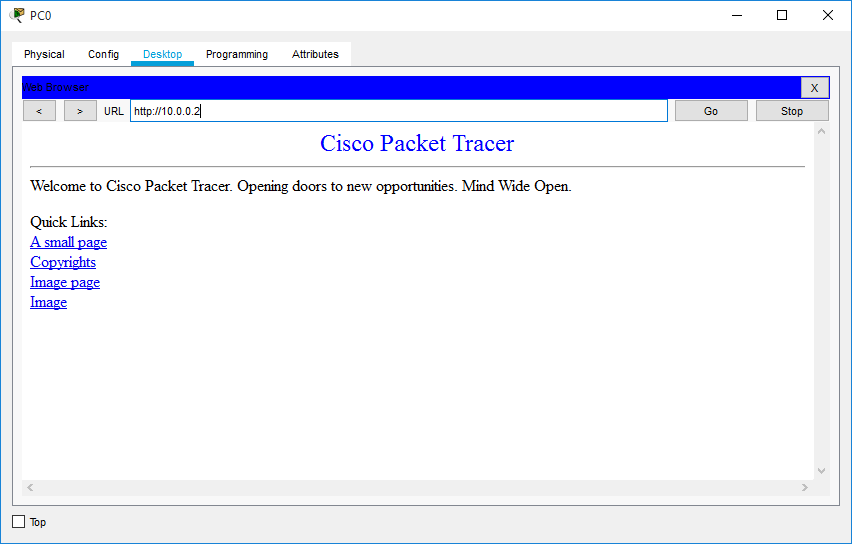 PC0
Physical Config Desktop Programming Attributes
Web Browser
X
< > URL http://10.0.0.2 Go Stop
Cisco Packet Tracer
Welcome to Cisco Packet Tracer. Opening doors to new opportunities. Mind Wide Open.
Quick Links:
A small page
Copyrights
Image page
Image
Top